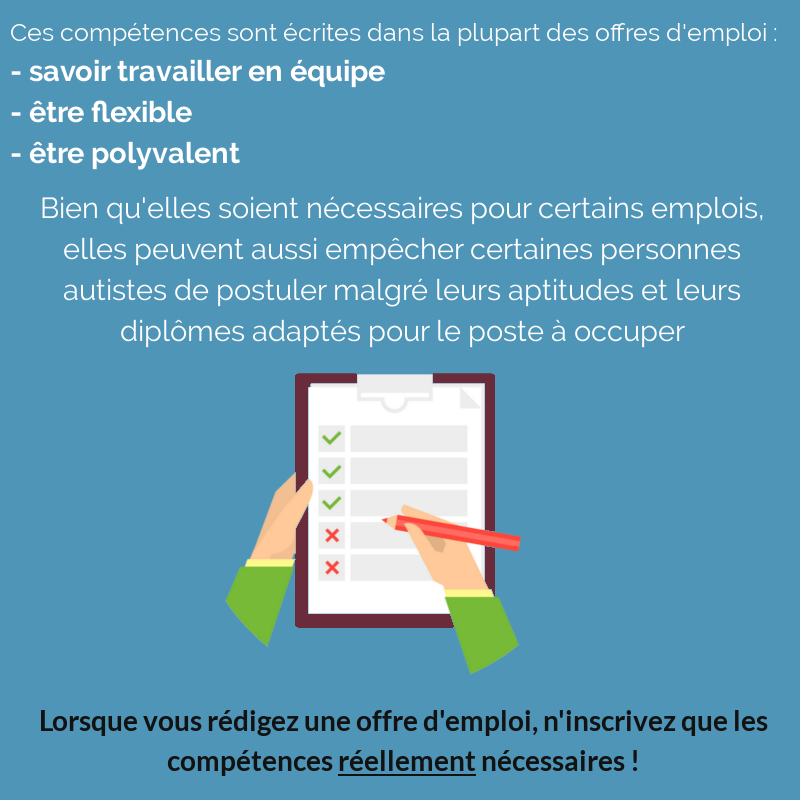 Ces compétences sont écrites dans la plupart des offres d'emploi :
- savoir travailler en équipe
- être flexible
- être polyvalent
Bien qu'elles soient nécessaires pour certains emplois,
elles peuvent aussi empêcher certaines personnes
autistes de postuler malgré leurs aptitudes et leurs
diplômes adaptés pour le poste à occuper
Lorsque vous rédigez une offre d'emploi, n'inscrivez que les
compétences réellement nécessaires !